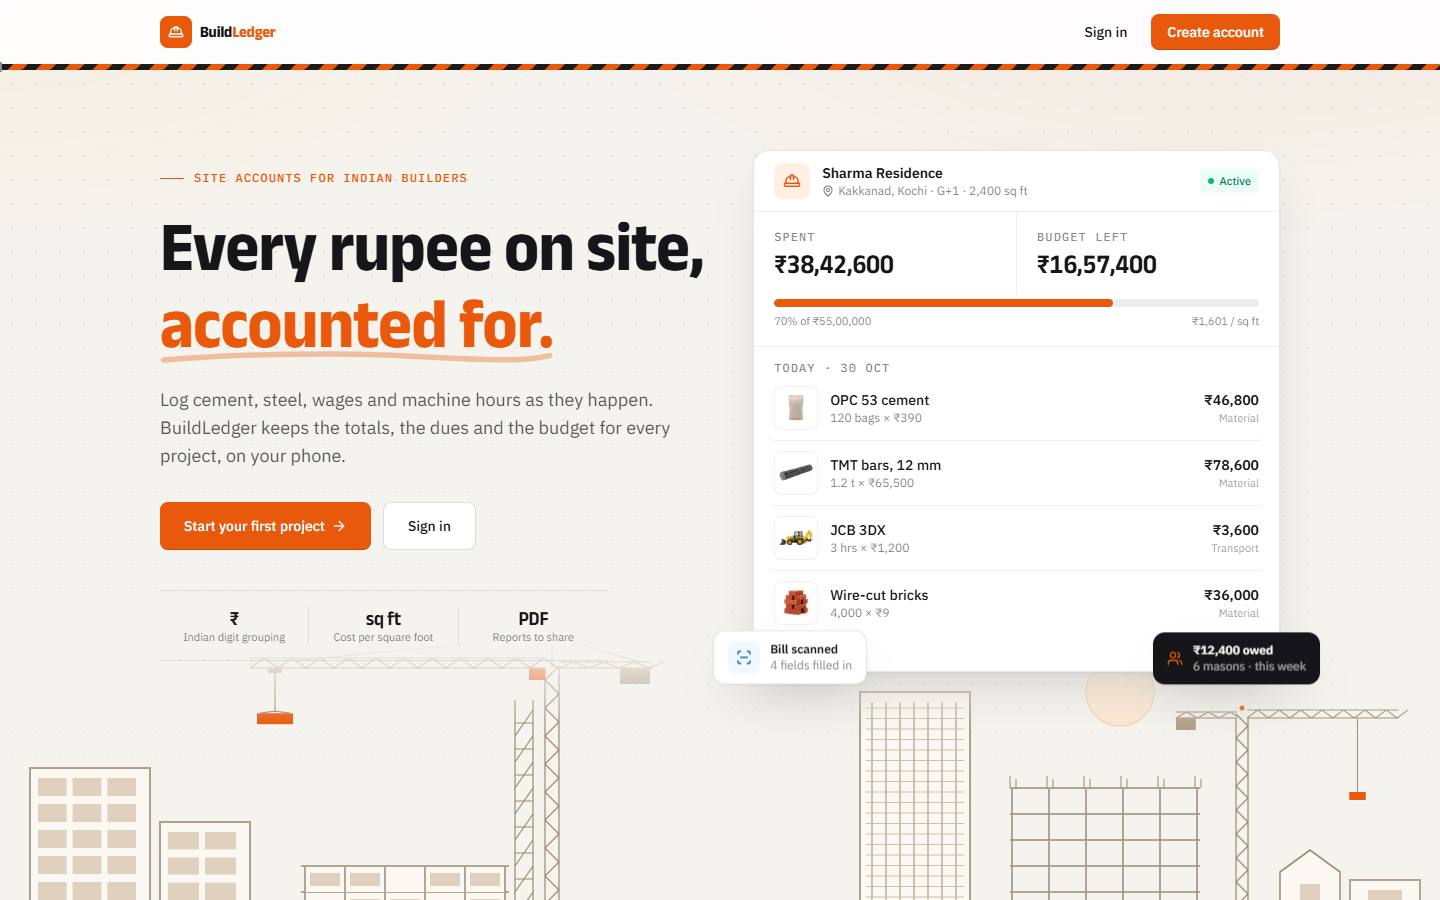 BuildLedger
Sign in
Create account
SITE ACCOUNTS FOR INDIAN BUILDERS
Every rupee on site,
accounted for.
Log cement, steel, wages and machine hours as they happen.
BuildLedger keeps the totals, the dues and the budget for every
project, on your phone.
Start your first project →
Sign in
₹
Indian digit grouping
sq ft
Cost per square foot
PDF
Reports to share
Sharma Residence
Kakkanad, Kochi · G+1 · 2,400 sq ft
Active
SPENT
₹38,42,600
BUDGET LEFT
₹16,57,400
70% of ₹55,00,000
₹1,601 / sq ft
TODAY · 30 OCT
OPC 53 cement
120 bags × ₹390
₹46,800
Material
TMT bars, 12 mm
1.2 t × ₹65,500
₹78,600
Material
JCB 3DX
3 hrs × ₹1,200
₹3,600
Transport
Wire-cut bricks
4,000 × ₹9
₹36,000
Material
Bill scanned
4 fields filled in
₹12,400 owed
6 masons · this week